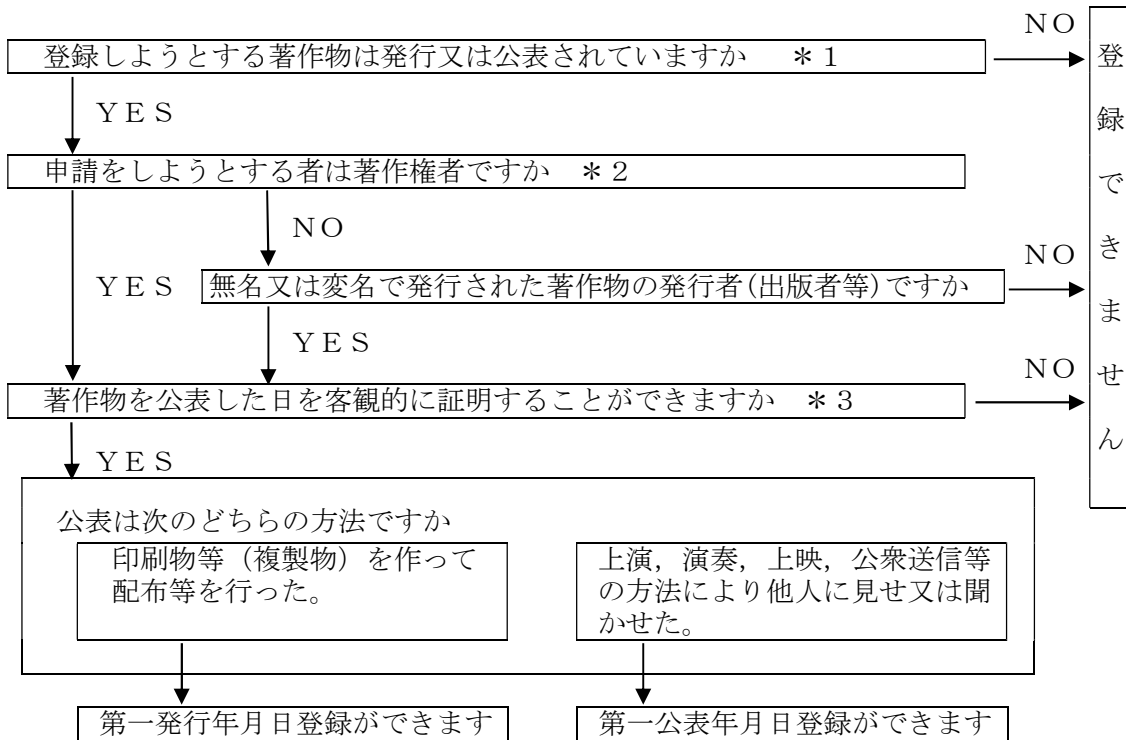 NO
登録しようとする著作物は発行又は公表されていますか ＊１
YES
申請をしようとする者は著作権者ですか ＊２
NO
NO
YES
無名又は変名で発行された著作物の発行者(出版者等)ですか
YES
NO
著作物を公表した日を客観的に証明することができますか ＊３
YES
登録できません
公表は次のどちらの方法ですか
印刷物等（複製物）を作って
配布等を行った。
上演，演奏，上映，公衆送信等
の方法により他人に見せ又は聞
かせた。
第一発行年月日登録ができます
第一公表年月日登録ができます